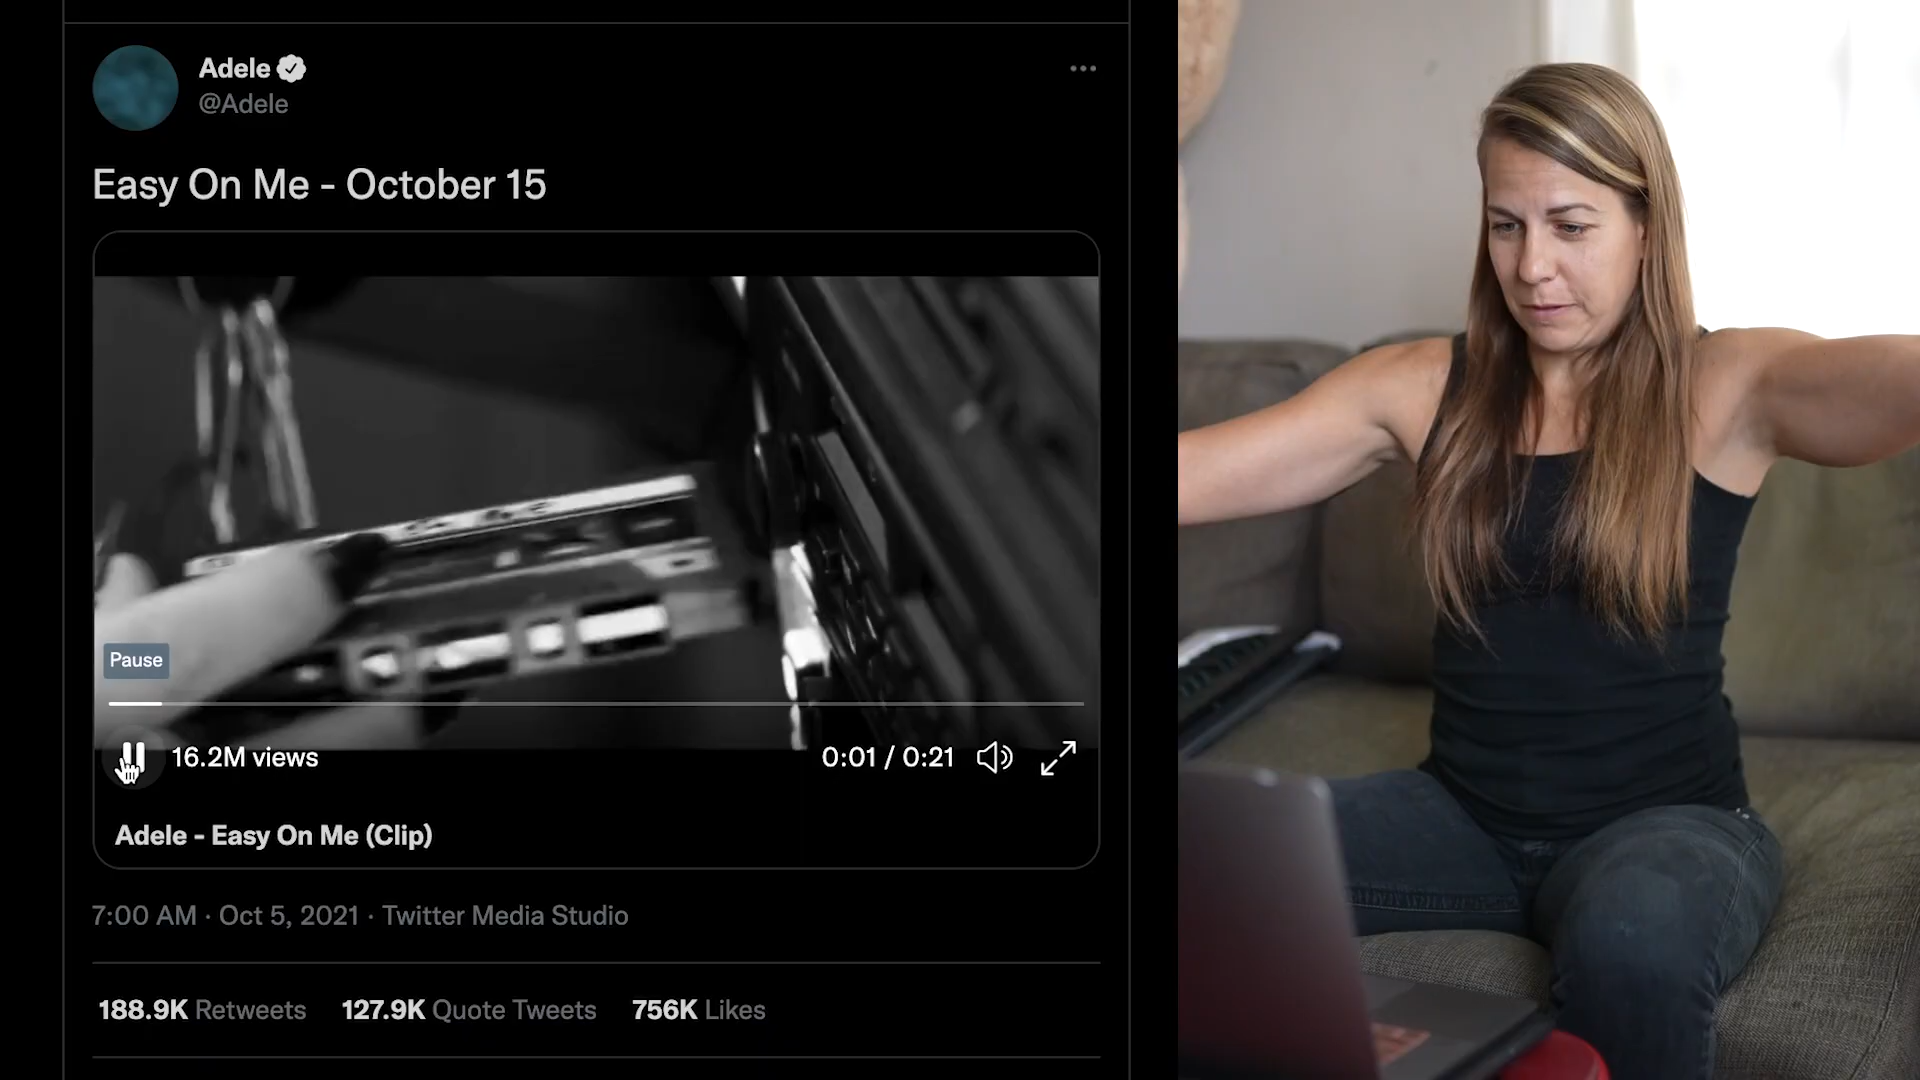 Adele
@Adele
Easy On Me - October 15
Pause
16.2M views
0:01 / 0:21
Adele - Easy On Me (Clip)
7:00 AM · Oct 5, 2021 · Twitter Media Studio
188.9K Retweets 127.9K Quote Tweets 756K Likes